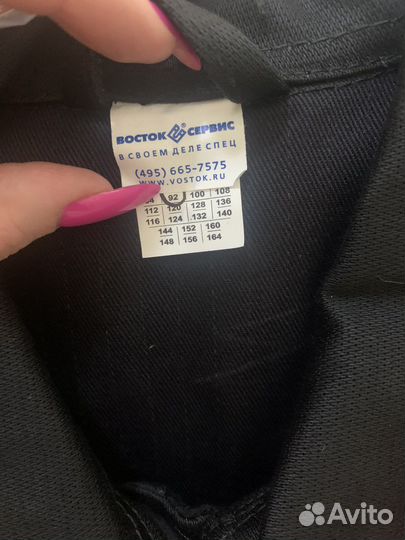 ВОСТОК СЕРВИС
В СВОЕМ ДЕЛЕ СПЕЦ
(495) 665-7575
WWW.VOSTOK.RU
92 100 108
112 120 128 136
116 124 132 140
144 152 160
148 156 164
Avito